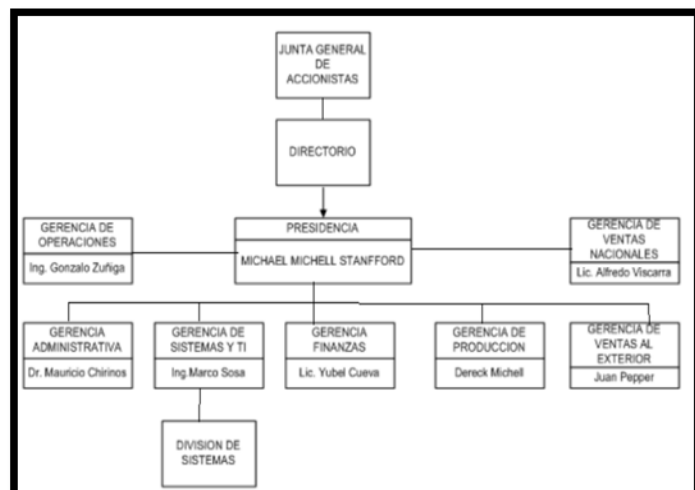 JUNTA GENERAL
DE
ACCIONISTAS
DIRECTORIO
GERENCIA DE
OPERACIONES
Ing. Gonzalo Zuñiga
PRESIDENCIA
MICHAEL MICHELL STANFFORD
GERENCIA DE
VENTAS
NACIONALES
Lic. Alfredo Viscarra
GERENCIA
ADMINISTRATIVA
Dr. Mauricio Chirinos
GERENCIA DE
SISTEMAS Y TI
Ing.Marco Sosa
GERENCIA
FINANZAS
Lic. Yubel Cueva
GERENCIA DE
PRODUCCION
Dereck Michell
GERENCIA DE
VENTAS AL
EXTERIOR
Juan Pepper
DIVISION DE
SISTEMAS